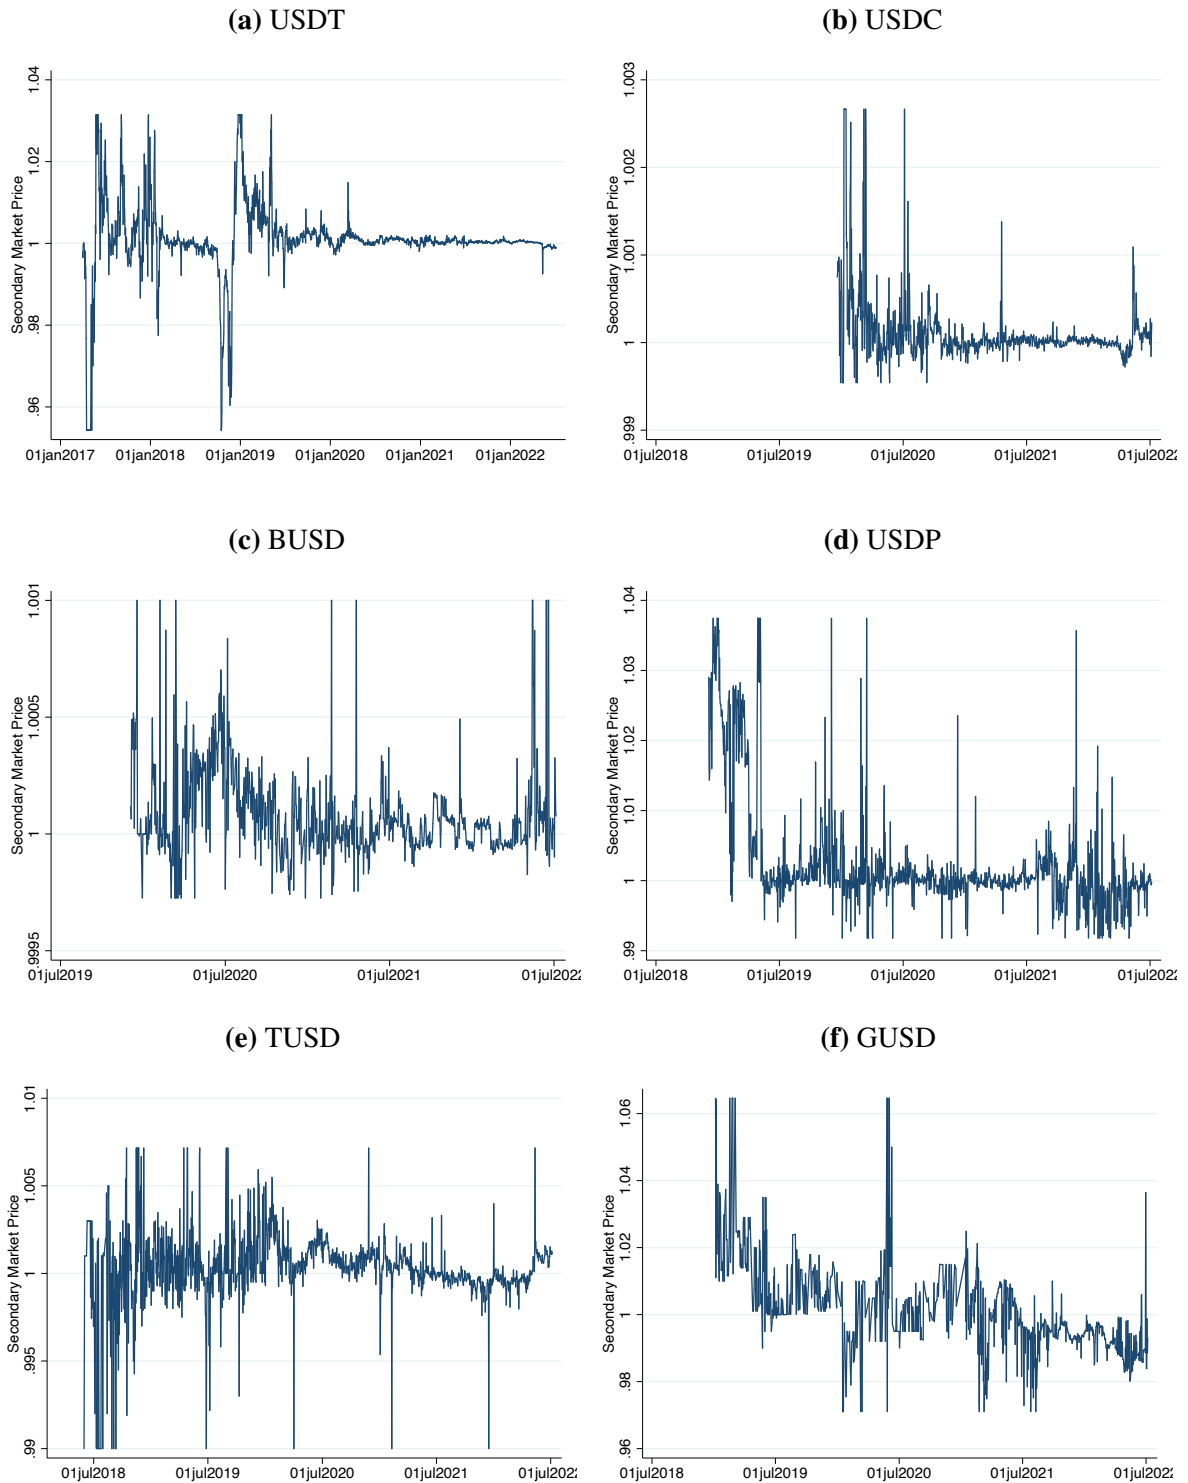 (a) USDT
(b) USDC
Secondary Market Price
1.04
1.02
1
.98
.96
01jan2017 01jan2018 01jan2019 01jan2020 01jan2021 01jan2022
Secondary Market Price
1.003
1.002
1.001
1
.999
01jul2018 01jul2019 01jul2020 01jul2021 01jul2022
(c) BUSD
(d) USDP
Secondary Market Price
1.001
1.0005
1
.9995
01jul2019 01jul2020 01jul2021 01jul2022
Secondary Market Price
1.04
1.03
1.02
1.01
1
.99
01jul2018 01jul2019 01jul2020 01jul2021 01jul2022
(e) TUSD
(f) GUSD
Secondary Market Price
1.01
1.005
1
.995
.99
01jul2018 01jul2019 01jul2020 01jul2021 01jul2022
Secondary Market Price
1.06
1.04
1.02
1
.98
.96
01jul2018 01jul2019 01jul2020 01jul2021 01jul2022